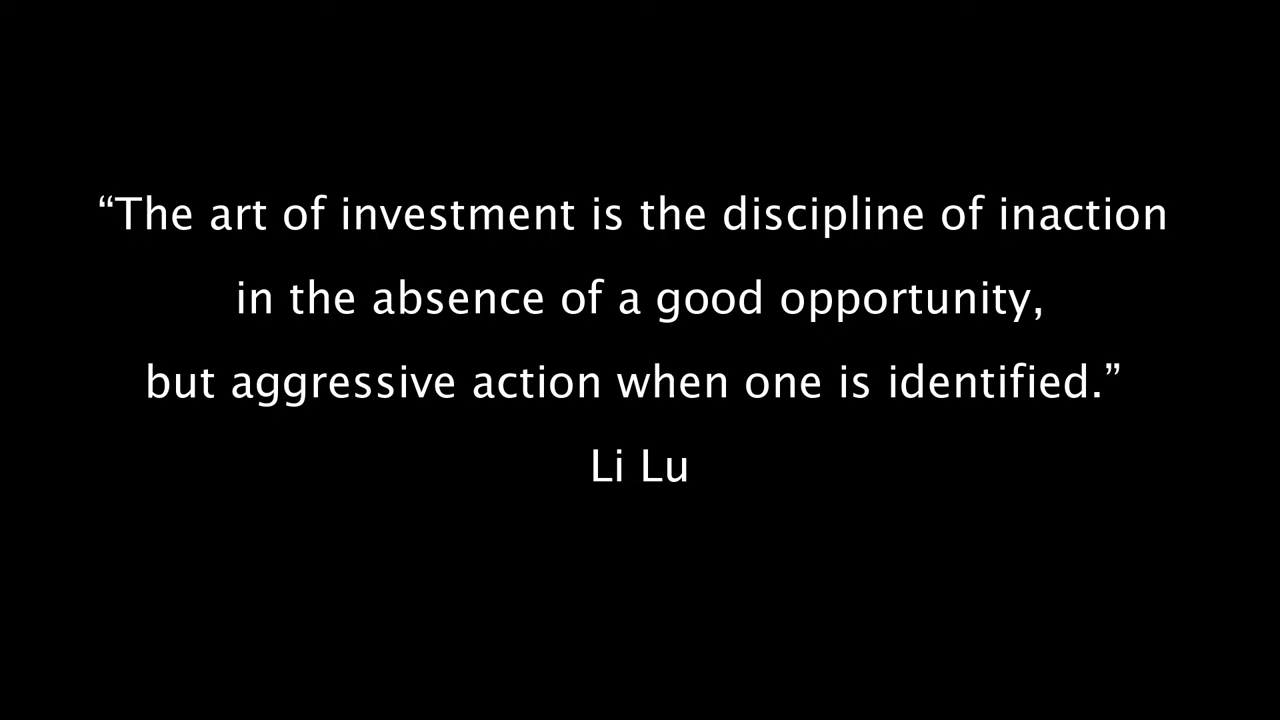 “The art of investment is the discipline of inaction
in the absence of a good opportunity,
but aggressive action when one is identified.”
Li Lu